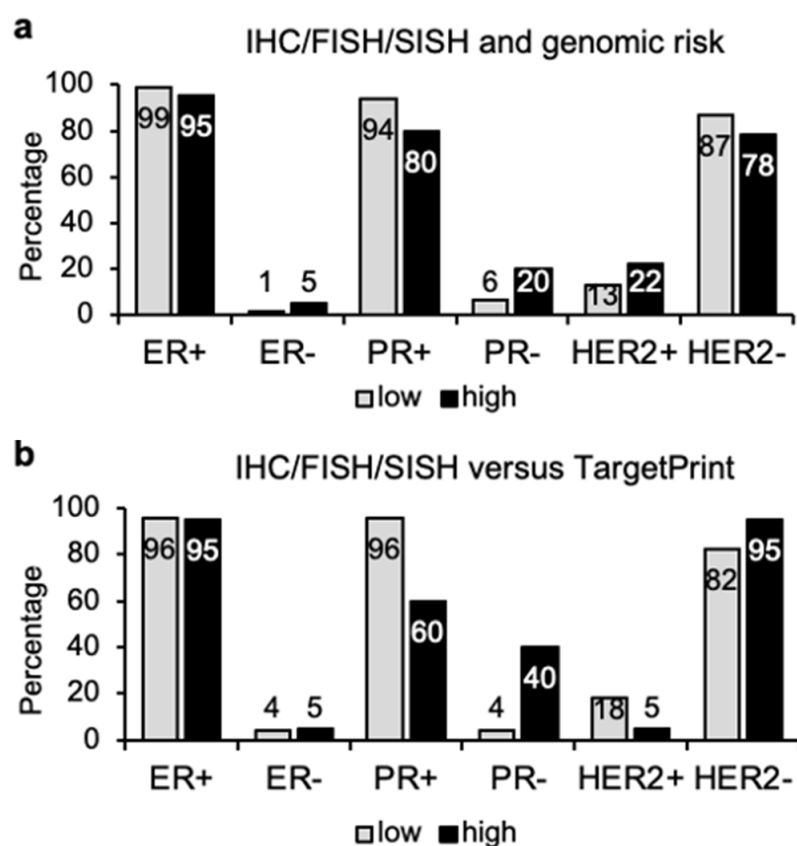 a
IHC/FISH/SISH and genomic risk
Percentage
100
80
60
40
20
0
99 95 1 5 94 80 6 20 13 22 87 78
ER+ ER- PR+ PR- HER2+ HER2-
low high
b
IHC/FISH/SISH versus TargetPrint
Percentage
100
80
60
40
20
0
96 95 4 5 96 60 4 40 18 5 82 95
ER+ ER- PR+ PR- HER2+ HER2-
low high